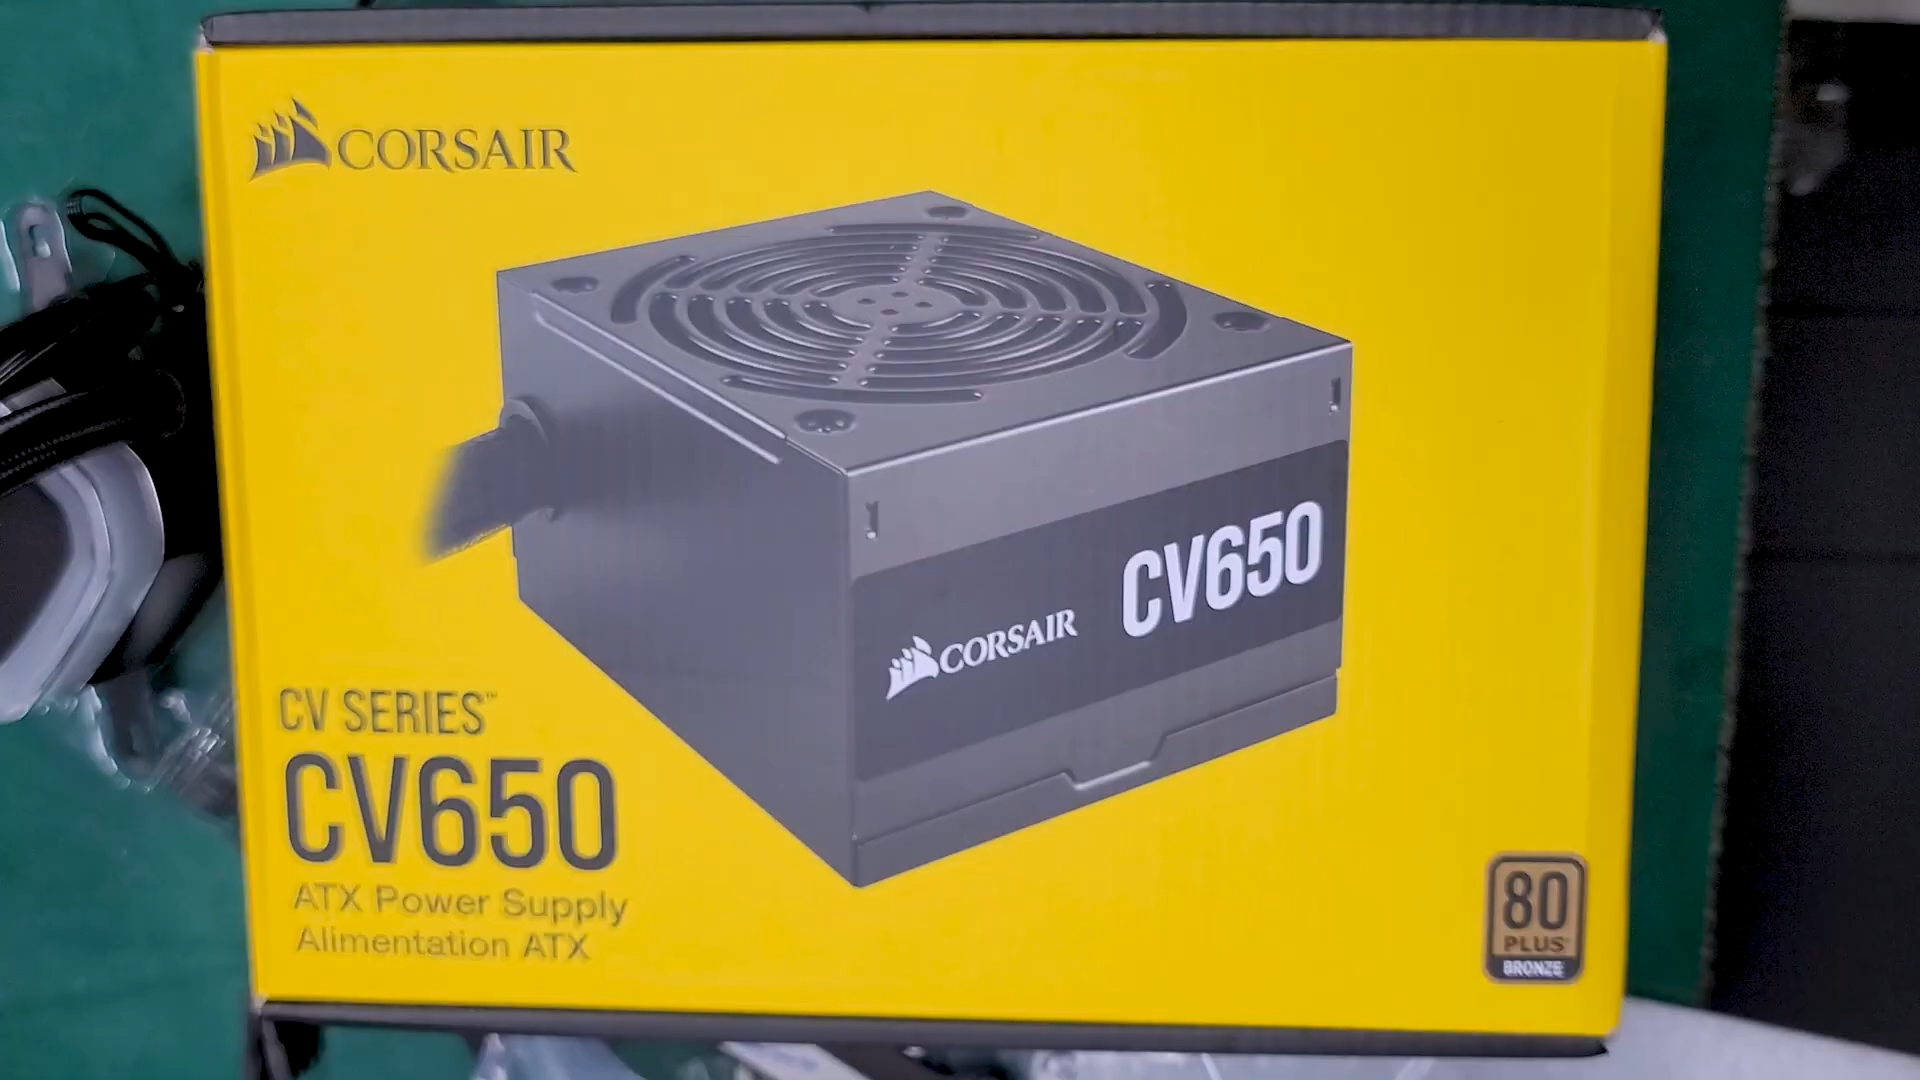 CORSAIR
CORSAIR CV650
CV SERIES™
CV650
ATX Power Supply
Alimentation ATX
80
PLUS
BRONZE